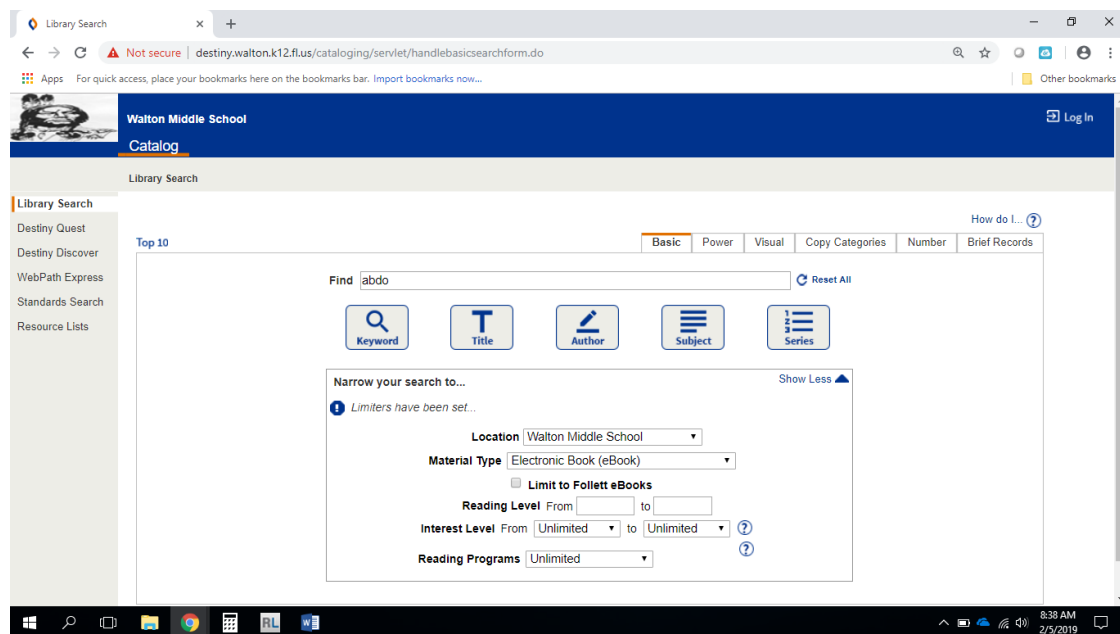 Library Search
Not secure | destiny.walton.k12.fl.us/cataloging/servlet/handlebasicsearchform.do
Apps For quick access, place your bookmarks here on the bookmarks bar. Import bookmarks now... Other bookmarks
Walton Middle School Log In
Catalog
Library Search
Library Search
Destiny Quest
Destiny Discover
WebPath Express
Standards Search
Resource Lists
How do I... ?
Top 10 Basic Power Visual Copy Categories Number Brief Records
Find abdo Reset All
Keyword Title Author Subject Series
Narrow your search to... Show Less
Limiters have been set...
Location Walton Middle School
Material Type Electronic Book (eBook)
Limit to Follett eBooks
Reading Level From to
Interest Level From Unlimited to Unlimited ?
?
Reading Programs Unlimited
RL W
8:38 AM
2/5/2019